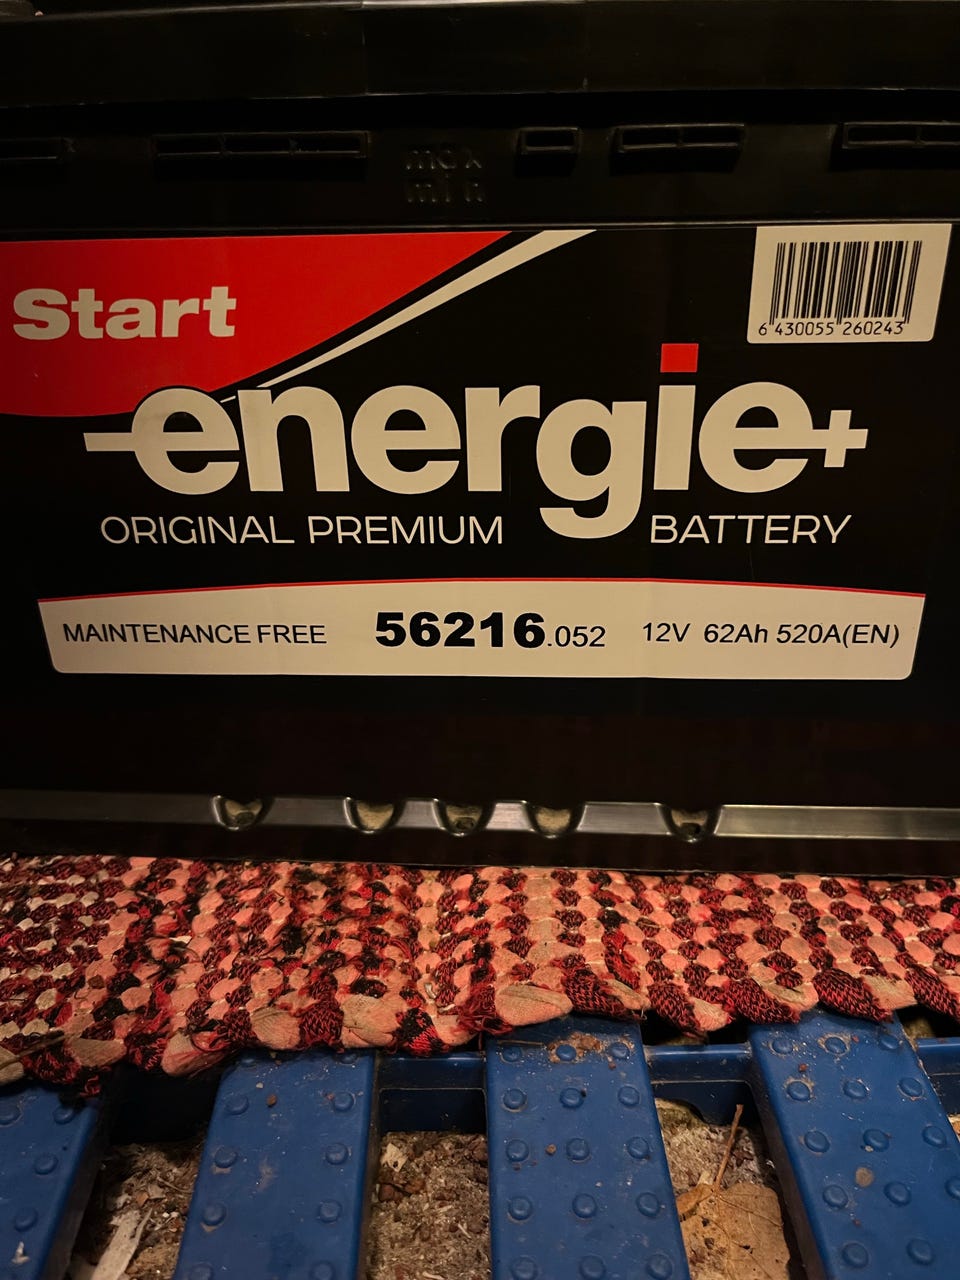 max
min
Start
6 430055 260243
energie+
ORIGINAL PREMIUM BATTERY
MAINTENANCE FREE 56216.052 12V 62Ah 520A(EN)